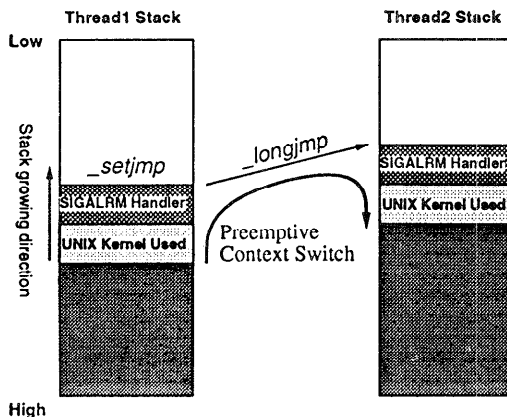 Thread1 Stack
Thread2 Stack
Low
Stack growing direction
_setjmp
_longjmp
SIGALRM Handler
SIGALRM Handler
UNIX Kernel Used
UNIX Kernel Used
Preemptive
Context Switch
High